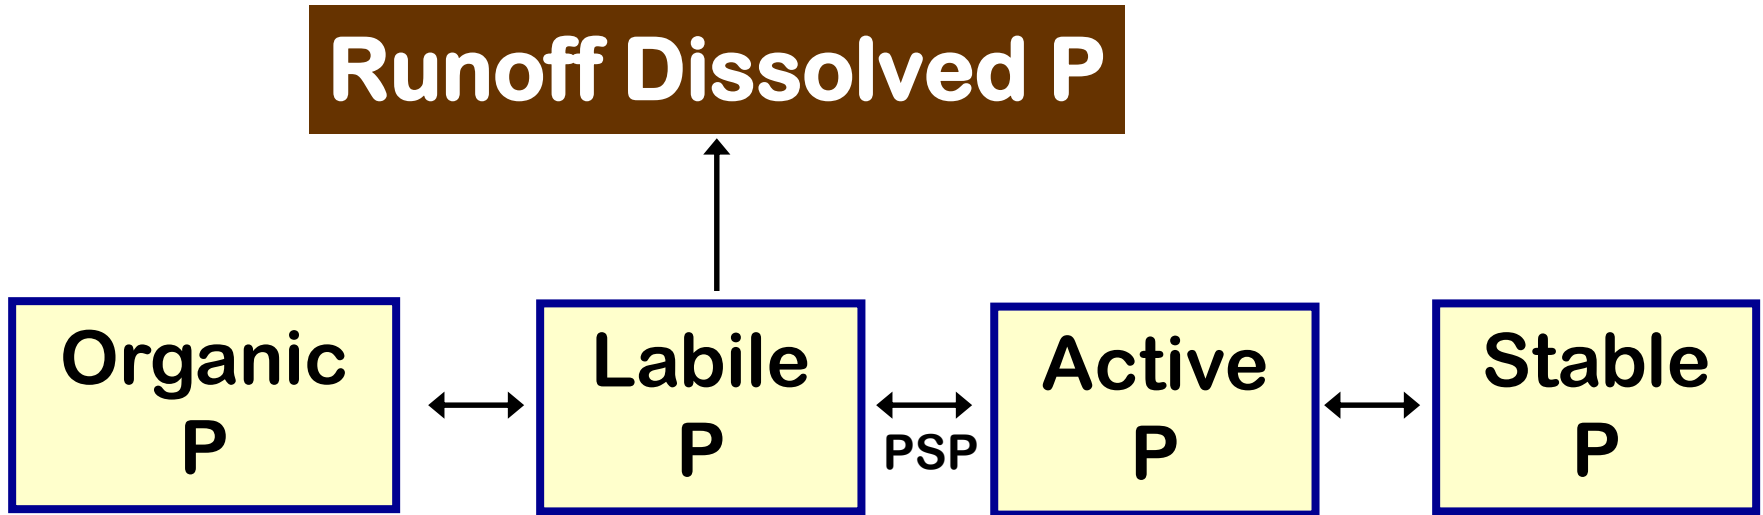 Runoff Dissolved P
Organic
P
Labile
P
PSP
Active
P
Stable
P